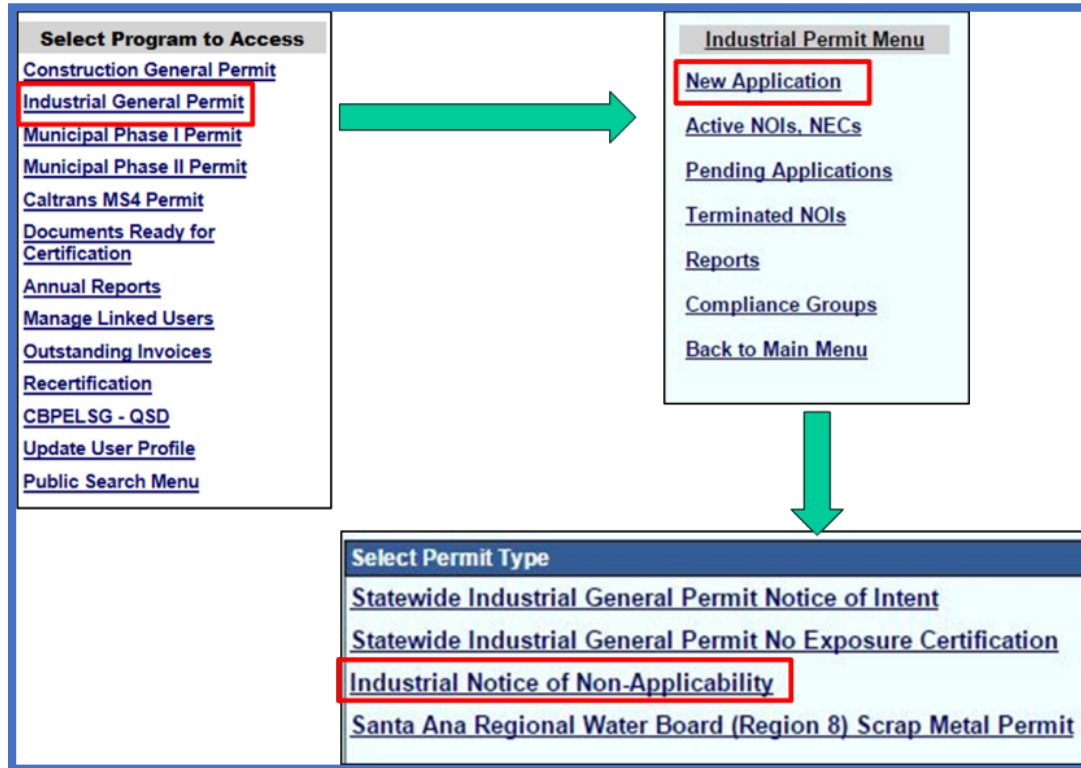 Select Program to Access
Construction General Permit
Industrial General Permit
Municipal Phase I Permit
Municipal Phase II Permit
Caltrans MS4 Permit
Documents Ready for
Certification
Annual Reports
Manage Linked Users
Outstanding Invoices
Recertification
CBPELSG - QSD
Update User Profile
Public Search Menu
Industrial Permit Menu
New Application
Active NOIs, NECs
Pending Applications
Terminated NOIs
Reports
Compliance Groups
Back to Main Menu
Select Permit Type
Statewide Industrial General Permit Notice of Intent
Statewide Industrial General Permit No Exposure Certification
Industrial Notice of Non-Applicability
Santa Ana Regional Water Board (Region 8) Scrap Metal Permit